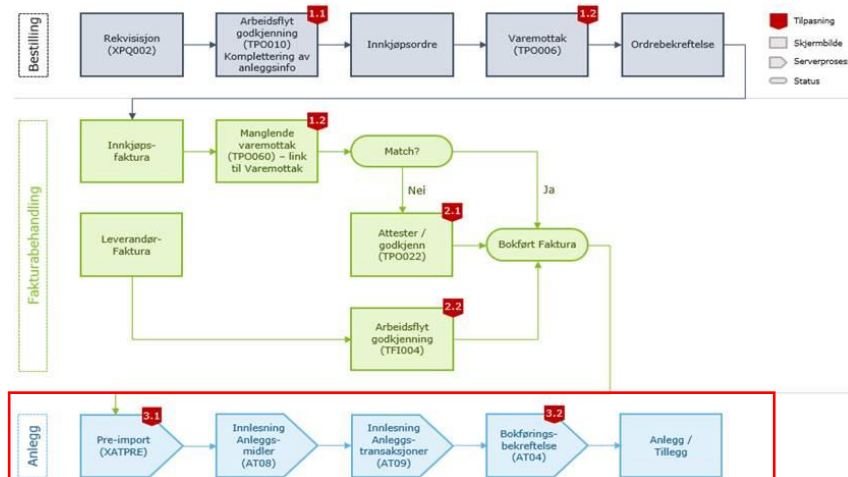 Bestilling
Rekvisisjon
(XPQ002)
1.1
Arbeidsflyt
godkjenning
(TPO010)
Komplettering av
anleggsinfo
Innkjøpsordre
1.2
Varemottak
(TPO006)
Ordrebekreftelse
Tilpasning
Skjermbilde
Serverprosess
Status
Fakturabehandling
Innkjøps-
faktura
1.2
Manglende
varemottak
(TPO060) – link
til Varemottak
Match?
Nei
Ja
Leverandør-
Faktura
2.1
Attester /
godkjenn
(TPO022)
Bokført Faktura
2.2
Arbeidsflyt
godkjenning
(TFI004)
Anlegg
3.1
Pre-import
(XATPRE)
Innlesning
Anleggs-
midler
(AT08)
Innlesning
Anleggs-
transaksjoner
(AT09)
3.2
Bokførings-
bekreftelse
(AT04)
Anlegg /
Tillegg